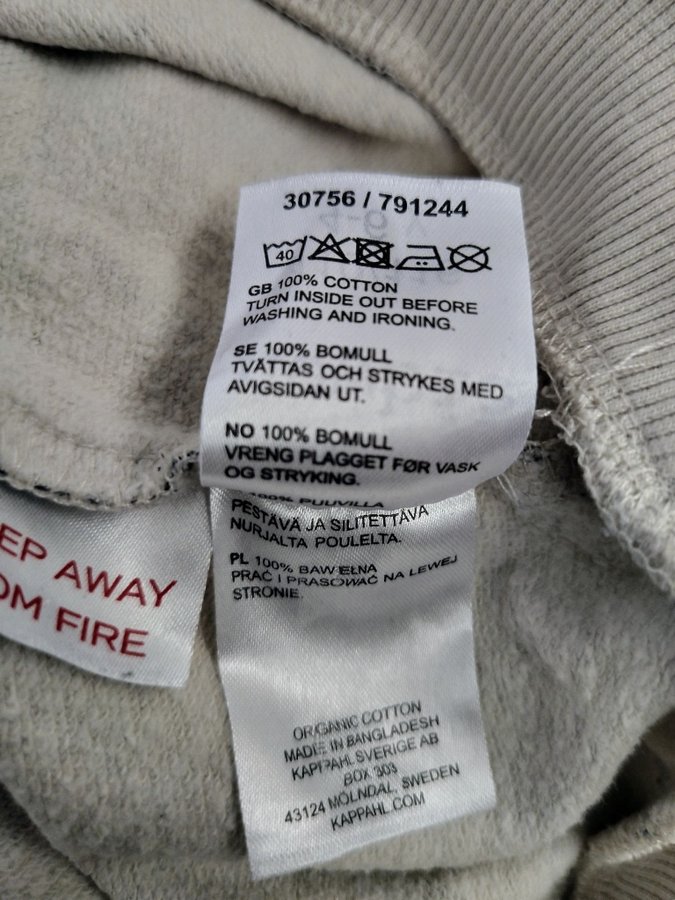 30756 / 791244
40
GB 100% COTTON
TURN INSIDE OUT BEFORE
WASHING AND IRONING.
SE 100% BOMULL
TVÄTTAS OCH STRYKES MED
AVIGSIDAN UT.
NO 100% BOMULL
VRENG PLAGGET FØR VASK
OG STRYKING.
100% PUUVILLA
PESTÄVÄ JA SILITETTÄVÄ
NURJALTA POULELTA.
PL 100% BAWEŁNA
PRAĆ I PRASOWAĆ NA LEWEJ
STRONIE.
ORGANIC COTTON
MADE IN BANGLADESH
KAPPAHL SVERIGE AB
BOX 303
43124 MÖLNDAL, SWEDEN
KAPPAHL.COM
EP AWAY
OM FIRE